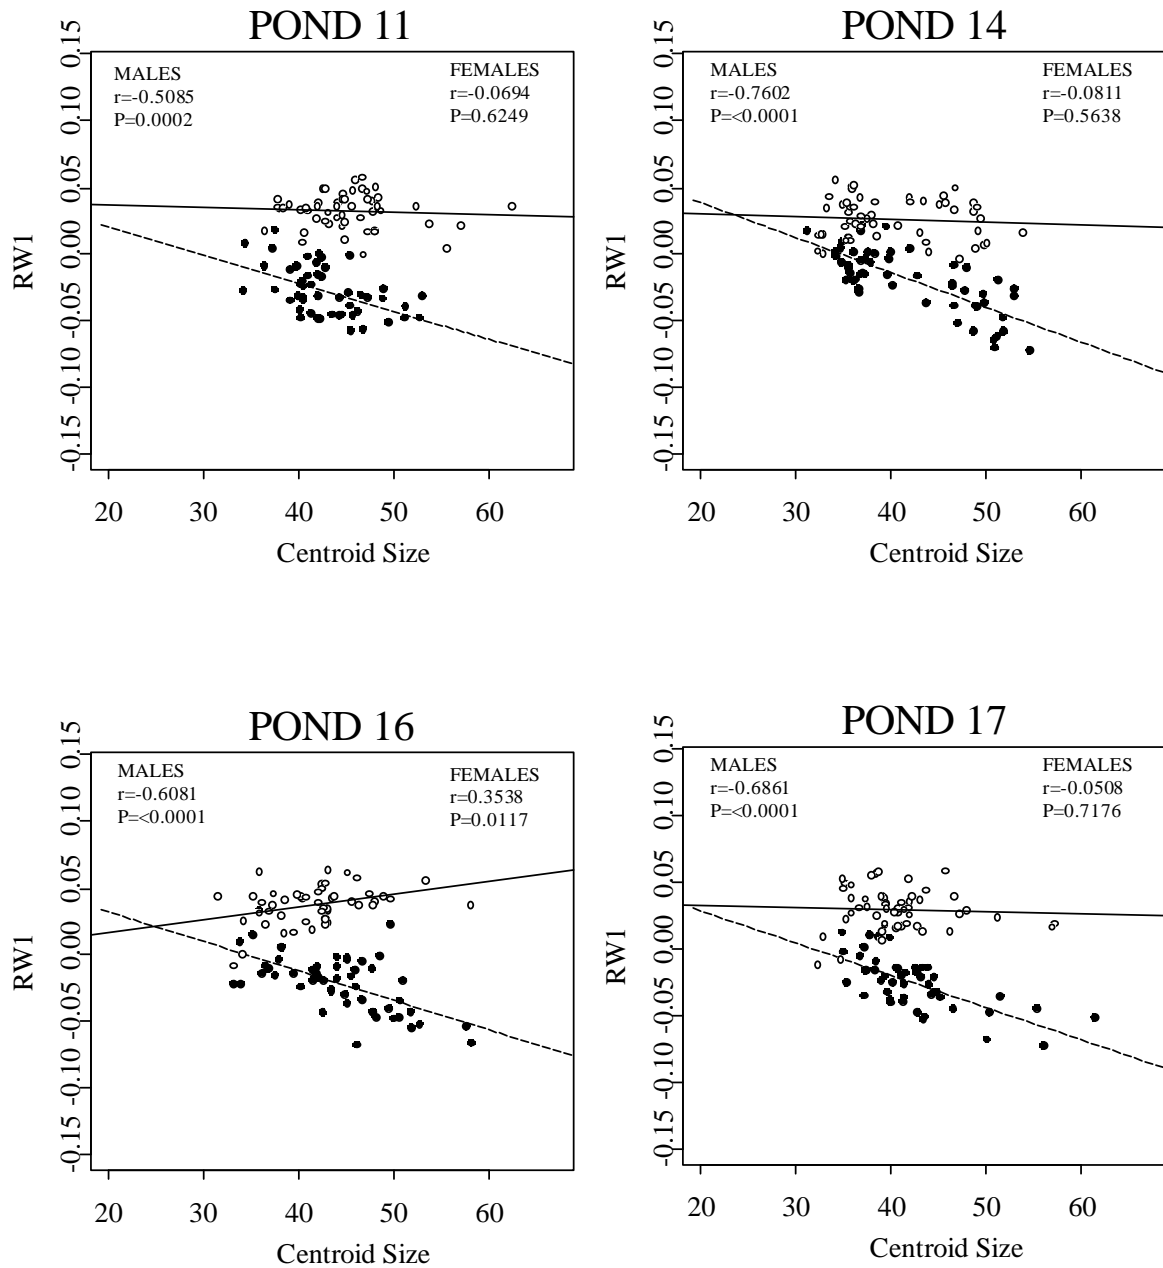 POND 11
MALES
r=-0.5085
P=0.0002
FEMALES
r=-0.0694
P=0.6249
RW1
0.15
0.10
0.05
0.00
-0.05
-0.10
-0.15
20 30 40 50 60
Centroid Size
POND 14
MALES
r=-0.7602
P=<0.0001
FEMALES
r=-0.0811
P=0.5638
RW1
0.15
0.10
0.05
0.00
-0.05
-0.10
-0.15
20 30 40 50 60
Centroid Size
POND 16
MALES
r=-0.6081
P=<0.0001
FEMALES
r=0.3538
P=0.0117
RW1
0.15
0.10
0.05
0.00
-0.05
-0.10
-0.15
20 30 40 50 60
Centroid Size
POND 17
MALES
r=-0.6861
P=<0.0001
FEMALES
r=-0.0508
P=0.7176
RW1
0.15
0.10
0.05
0.00
-0.05
-0.10
-0.15
20 30 40 50 60
Centroid Size